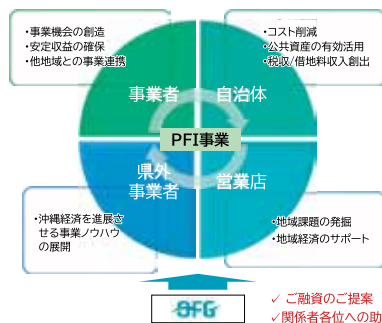 ・事業機会の創造
・安定収益の確保
・他地域との事業連携
・コスト削減
・公共資産の有効活用
・税収/借地料収入創出
事業者
自治体
PFI事業
県外
事業者
営業店
・沖縄経済を進展さ
せる事業ノウハウ
の展開
・地域課題の発掘
・地域経済のサポート
OFG
✓ ご融資のご提案
✓関係者各位への助